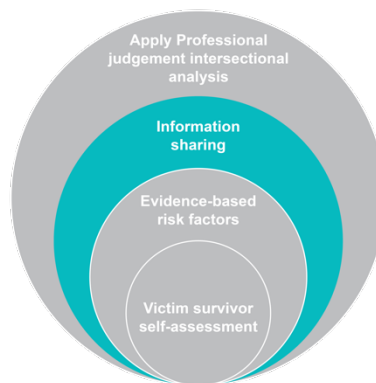 Apply Professional
judgement intersectional
analysis
Information
sharing
Evidence-based
risk factors
Victim survivor
self-assessment